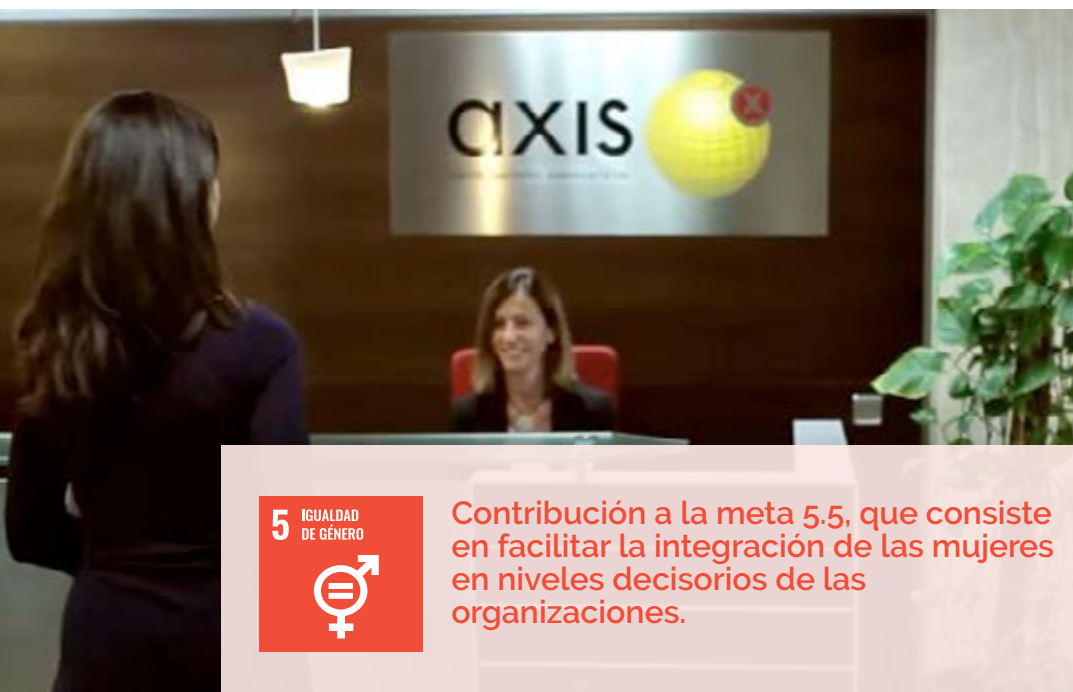 axis
5 IGUALDAD
DE GÉNERO
Contribución a la meta 5.5, que consiste
en facilitar la integración de las mujeres
en niveles decisorios de las
organizaciones.